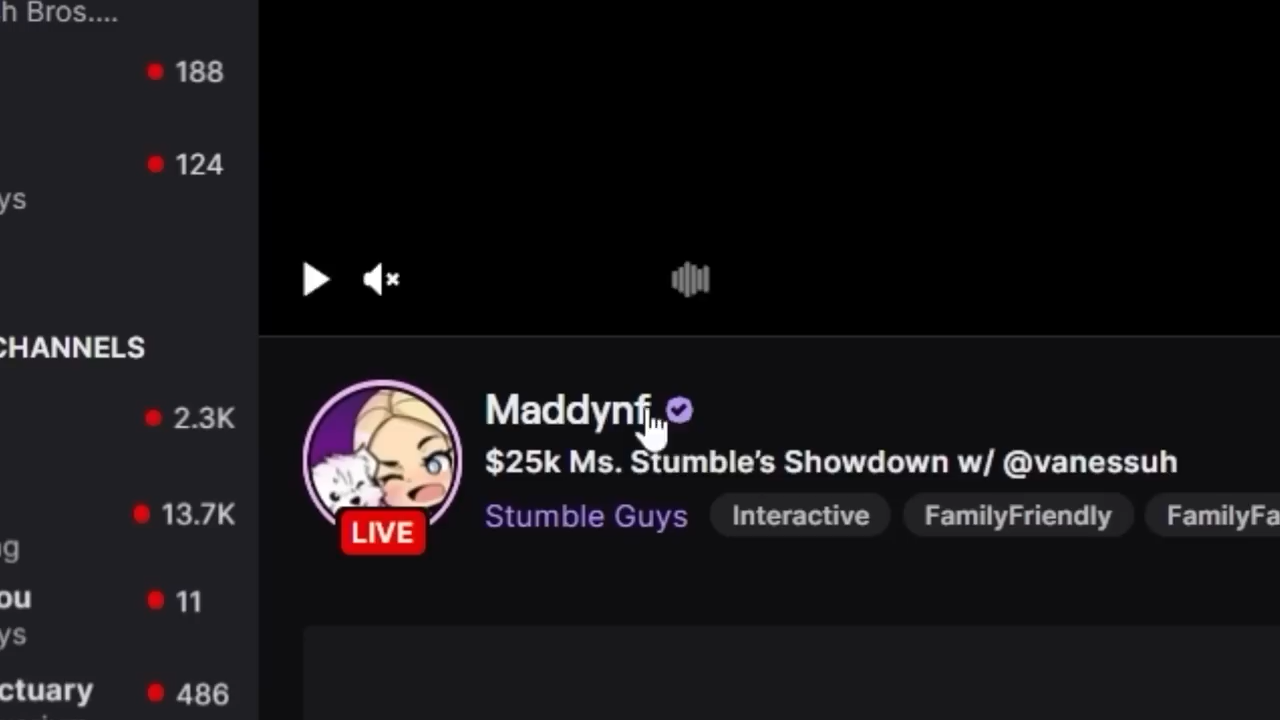 h Bros....
188
124
ys
CHANNELS
2.3K
13.7K
ng
ou
11
ys
ctuary
486
Maddynf
$25k Ms. Stumble's Showdown w/ @vanessuh
Stumble Guys Interactive FamilyFriendly FamilyFa
LIVE